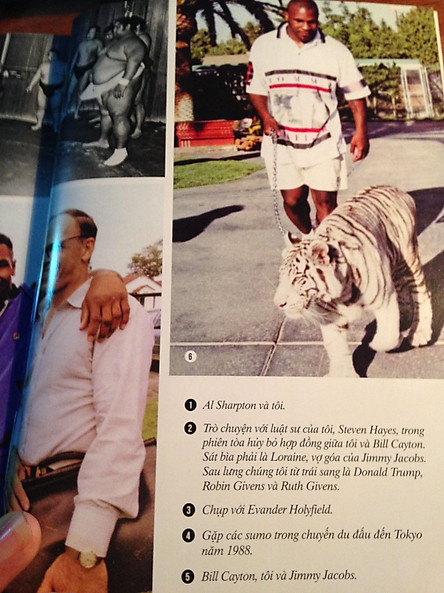 TOMMY
6
1 Al Sharpton và tôi.
2 Trò chuyện với luật sư của tôi, Steven Hayes, trong
phiên tòa hủy bỏ hợp đồng giữa tôi và Bill Cayton.
Sát bìa phải là Loraine, vợ góa của Jimmy Jacobs.
Sau lưng chúng tôi từ trái sang là Donald Trump,
Robin Givens và Ruth Givens.
3 Chụp với Evander Holyfield.
4 Gặp các sumo trong chuyến du đấu đến Tokyo
năm 1988.
5 Bill Cayton, tôi và Jimmy Jacobs.